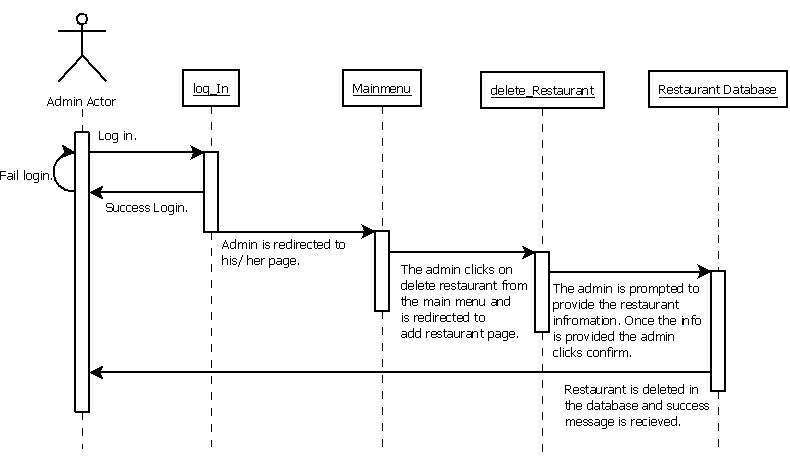 Admin Actor
log_In
Mainmenu
delete_Restaurant
Restaurant Database
Log in.
Fail login.
Success Login.
Admin is redirected to
his/her page.
The admin clicks on
delete restaurant from
the main menu and
is redirected to
add restaurant page.
The admin is prompted to
provide the restaurant
infromation. Once the info
is provided the admin
clicks confirm.
Restaurant is deleted in
the database and success
message is recieved.